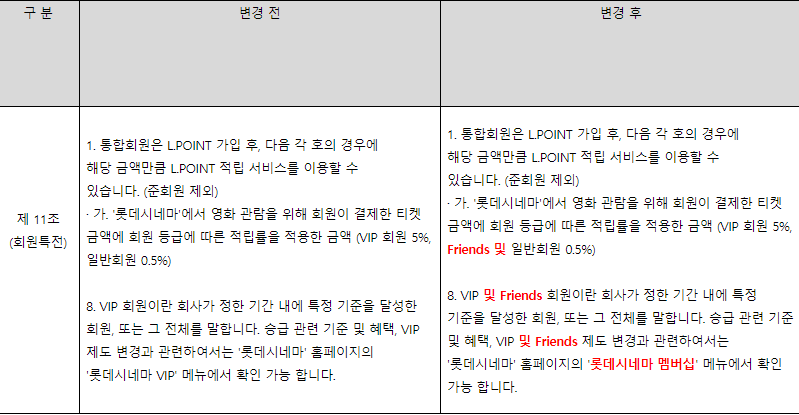 구 분
변경 전
변경 후
제 11조
(회원특전)
1. 통합회원은 L.POINT 가입 후, 다음 각 호의 경우에
해당 금액만큼 L.POINT 적립 서비스를 이용할 수
있습니다. (준회원 제외)
· 가. '롯데시네마'에서 영화 관람을 위해 회원이 결제한 티켓
금액에 회원 등급에 따른 적립률을 적용한 금액 (VIP 회원 5%,
일반회원 0.5%)
8. VIP 회원이란 회사가 정한 기간 내에 특정 기준을 달성한
회원, 또는 그 전체를 말합니다. 승급 관련 기준 및 혜택, VIP
제도 변경과 관련하여서는 '롯데시네마' 홈페이지의
'롯데시네마 VIP' 메뉴에서 확인 가능 합니다.
1. 통합회원은 L.POINT 가입 후, 다음 각 호의 경우에
해당 금액만큼 L.POINT 적립 서비스를 이용할 수
있습니다. (준회원 제외)
· 가. '롯데시네마'에서 영화 관람을 위해 회원이 결제한 티켓
금액에 회원 등급에 따른 적립률을 적용한 금액 (VIP 회원 5%,
Friends 및 일반회원 0.5%)
8. VIP 및 Friends 회원이란 회사가 정한 기간 내에 특정
기준을 달성한 회원, 또는 그 전체를 말합니다. 승급 관련 기준
및 혜택, VIP 및 Friends 제도 변경과 관련하여서는
'롯데시네마' 홈페이지의 '롯데시네마 멤버십' 메뉴에서 확인
가능 합니다.